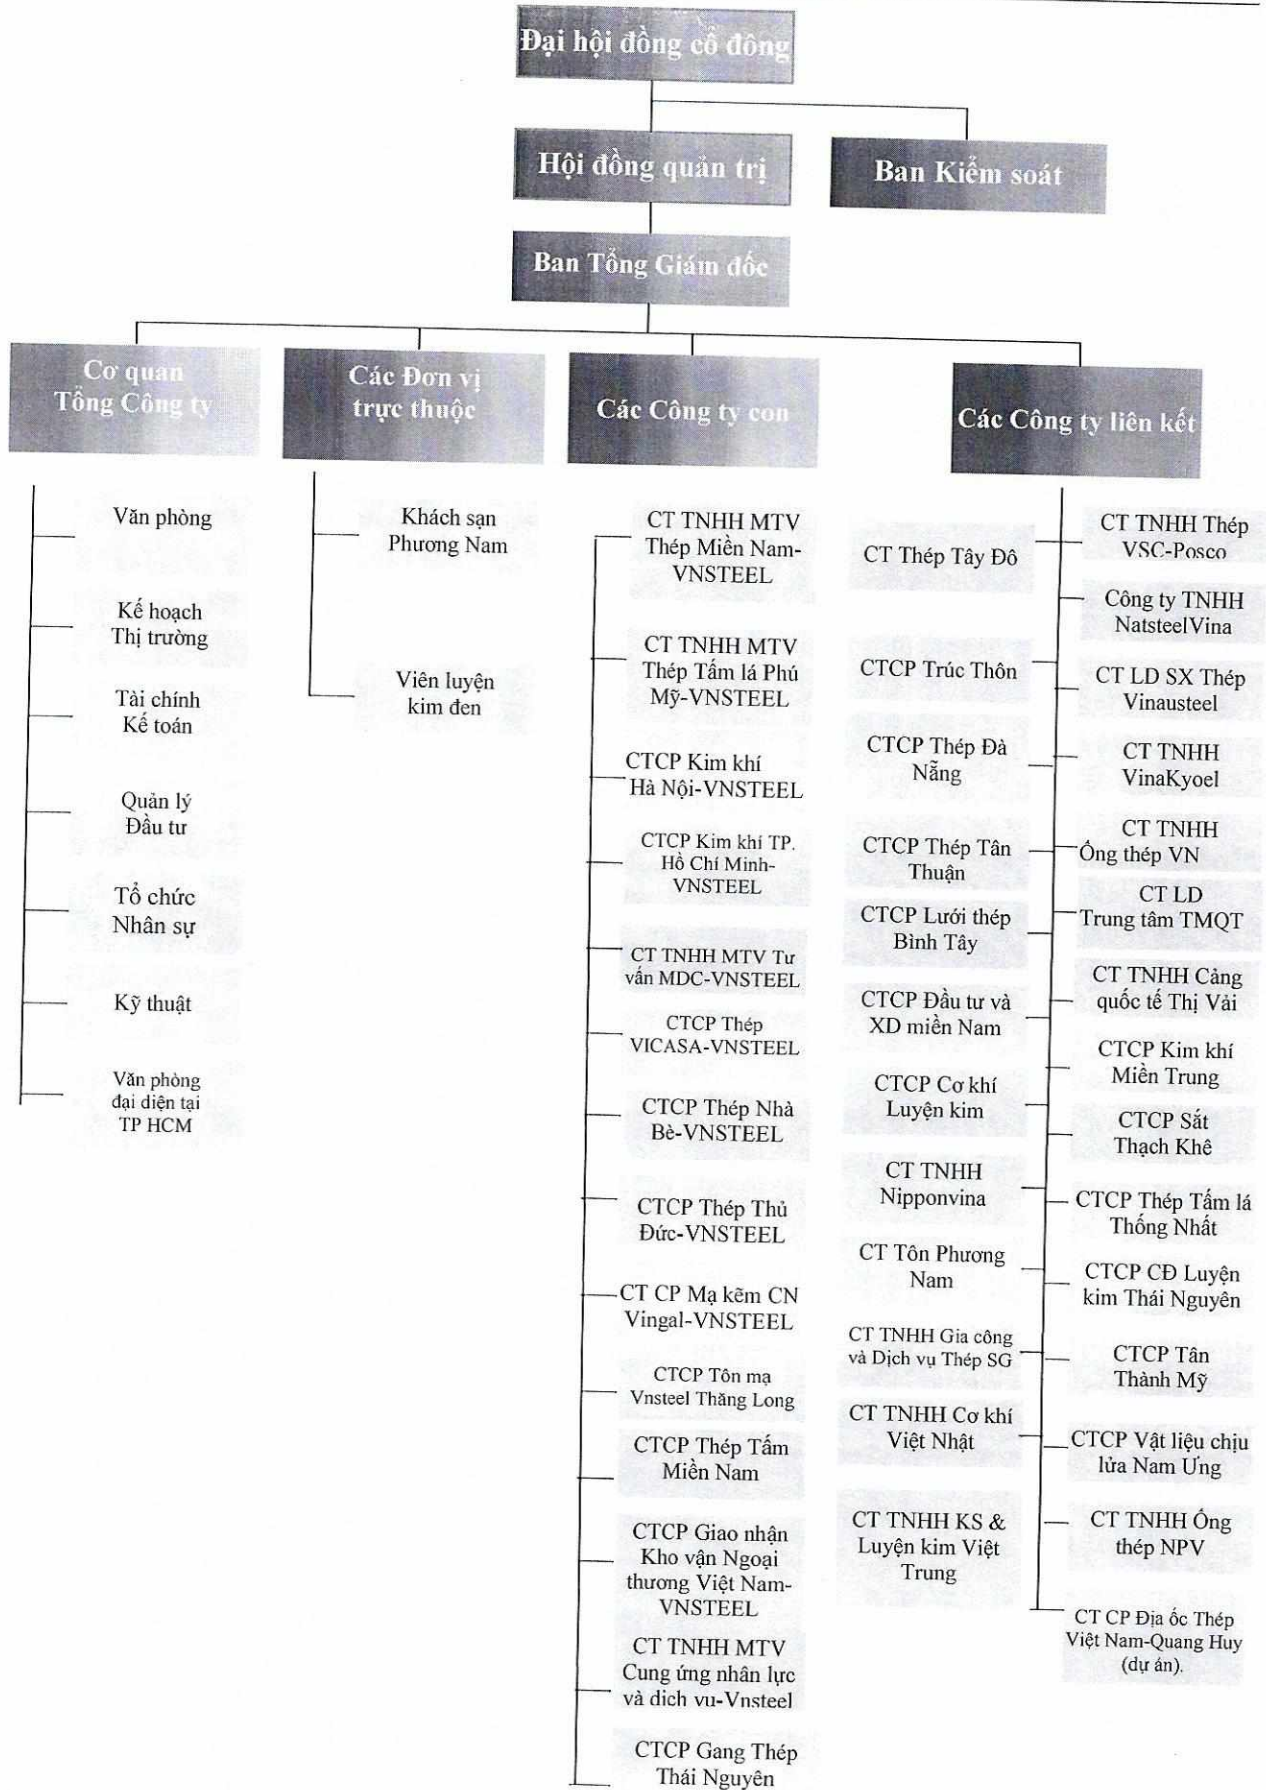 Đại hội đồng cổ đông
Hội đồng quản trị
Ban Kiểm soát
Ban Tổng Giám đốc
Cơ quan
Tổng Công ty
Các Đơn vị
trực thuộc
Các Công ty con
Các Công ty liên kết
Văn phòng
Kế hoạch
Thị trường
Tài chính
Kế toán
Quản lý
Đầu tư
Tổ chức
Nhân sự
Kỹ thuật
Văn phòng
đại diện tại
TP HCM
Khách sạn
Phương Nam
Viên luyện
kim đen
CT TNHH MTV
Thép Miền Nam-
VNSTEEL
CT TNHH MTV
Thép Tấm lá Phú
Mỹ-VNSTEEL
CTCP Kim khí
Hà Nội-VNSTEEL
CTCP Kim khí TP.
Hồ Chí Minh-
VNSTEEL
CT TNHH MTV Tư
vấn MDC-VNSTEEL
CTCP Thép
VICASA-VNSTEEL
CTCP Thép Nhà
Bè-VNSTEEL
CTCP Thép Thủ
Đức-VNSTEEL
CT CP Mạ kẽm CN
Vingal-VNSTEEL
CTCP Tôn mạ
Vnsteel Thăng Long
CTCP Thép Tấm
Miền Nam
CTCP Giao nhận
Kho vận Ngoại
thương Việt Nam-
VNSTEEL
CT TNHH MTV
Cung ứng nhân lực
và dich vu-Vnsteel
CTCP Gang Thép
Thái Nguyên
CT Thép Tây Đô
CTCP Trúc Thôn
CTCP Thép Đà
Nẵng
CTCP Thép Tân
Thuận
CTCP Lưới thép
Bình Tây
CTCP Đầu tư và
XD miền Nam
CTCP Cơ khí
Luyện kim
CT TNHH
Nipponvina
CT Tôn Phương
Nam
CT TNHH Gia công
và Dịch vụ Thép SG
CT TNHH Cơ khí
Việt Nhật
CT TNHH KS &
Luyện kim Việt
Trung
CT TNHH Thép
VSC-Posco
Công ty TNHH
NatsteelVina
CT LD SX Thép
Vinausteel
CT TNHH
VinaKyoel
CT TNHH
Ống thép VN
CT LD
Trung tâm TMQT
CT TNHH Cảng
quốc tế Thị Vải
CTCP Kim khí
Miền Trung
CTCP Sắt
Thạch Khê
CTCP Thép Tấm lá
Thống Nhất
CTCP CĐ Luyện
kim Thái Nguyên
CTCP Tân
Thành Mỹ
CTCP Vật liệu chịu
lửa Nam Ưng
CT TNHH Ống
thép NPV
CT CP Địa ốc Thép
Việt Nam-Quang Huy
(dự án).